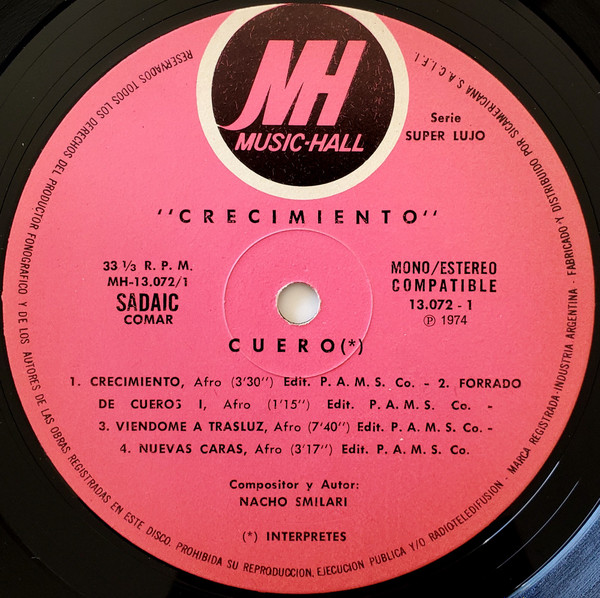 MH
MUSIC-HALL
Serie
SUPER LUJO
"CRECIMIENTO"
33 1/3 R. P. M.
MH-13.072/1
SADAIC
COMAR
MONO/ESTEREO
COMPATIBLE
13.072 - 1
Ⓟ 1974
CUERO(*)
1. CRECIMIENTO, Afro (3'30'') Edit. P. A. M. S. Co. - 2. FORRADO
DE CUEROS I, Afro (1'15'') Edit. P. A. M. S. Co. -
3. VIENDOME A TRASLUZ, Afro (7'40'') Edit. P. A. M. S. Co. -
4. NUEVAS CARAS, Afro (3'17'') Edit. P. A. M. S. Co.
Compositor y Autor:
NACHO SMILARI
(*) INTERPRETES
RESERVADOS TODOS LOS DERECHOS DEL PRODUCTOR FONOGRAFICO Y DE LOS AUTORES DE LAS OBRAS REGISTRADAS EN ESTE DISCO. PROHIBIDA SU REPRODUCCION, EJECUCION PUBLICA Y/O RADIOTELEDIFUSION - MARCA REGISTRADA-INDUSTRIA ARGENTINA - FABRICADO Y DISTRIBUIDO POR SICAMERICANA S.A.C.I.F.I.